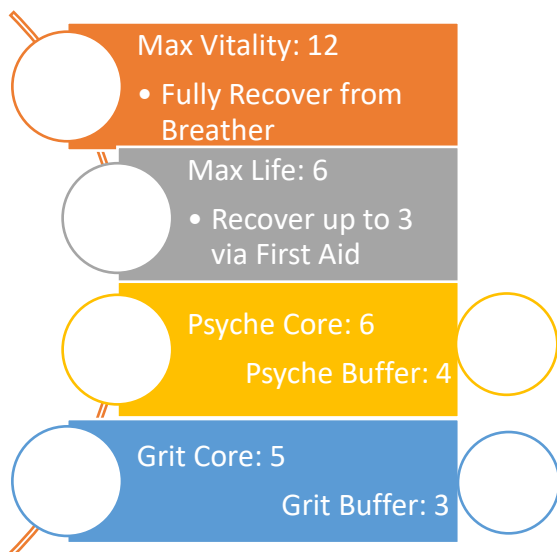 Max Vitality: 12
• Fully Recover from
Breather
Max Life: 6
• Recover up to 3
via First Aid
Psyche Core: 6
Psyche Buffer: 4
Grit Core: 5
Grit Buffer: 3